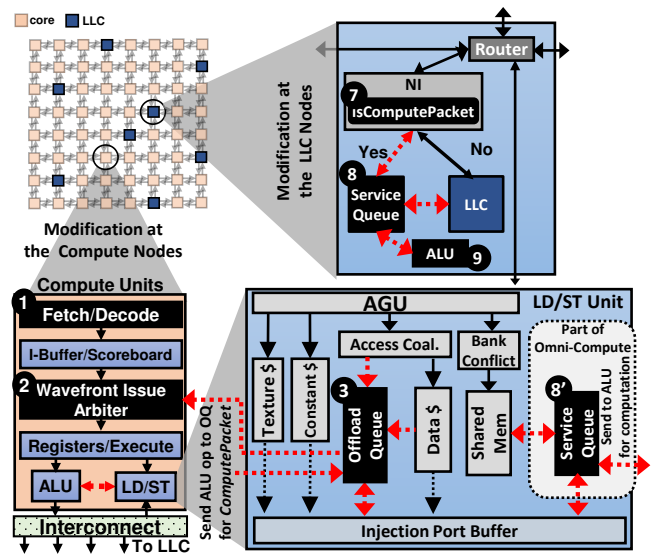 core
LLC
Router
NI
7
isComputePacket
Yes
No
8
Service
Queue
LLC
ALU
9
Modification at
the LLC Nodes
Modification at
the Compute Nodes
Compute Units
1
Fetch/Decode
I-Buffer/Scoreboard
2
Wavefront Issue
Arbiter
Registers/Execute
ALU
LD/ST
Interconnect
To LLC
Send ALU op to OQ
for ComputePacket
AGU
LD/ST Unit
Access Coal.
Bank
Conflict
Texture $
Constant $
3
Offload
Queue
Data $
Shared
Mem
Part of
Omni-Compute
8'
Service
Queue
Send to ALU
for computation
Injection Port Buffer